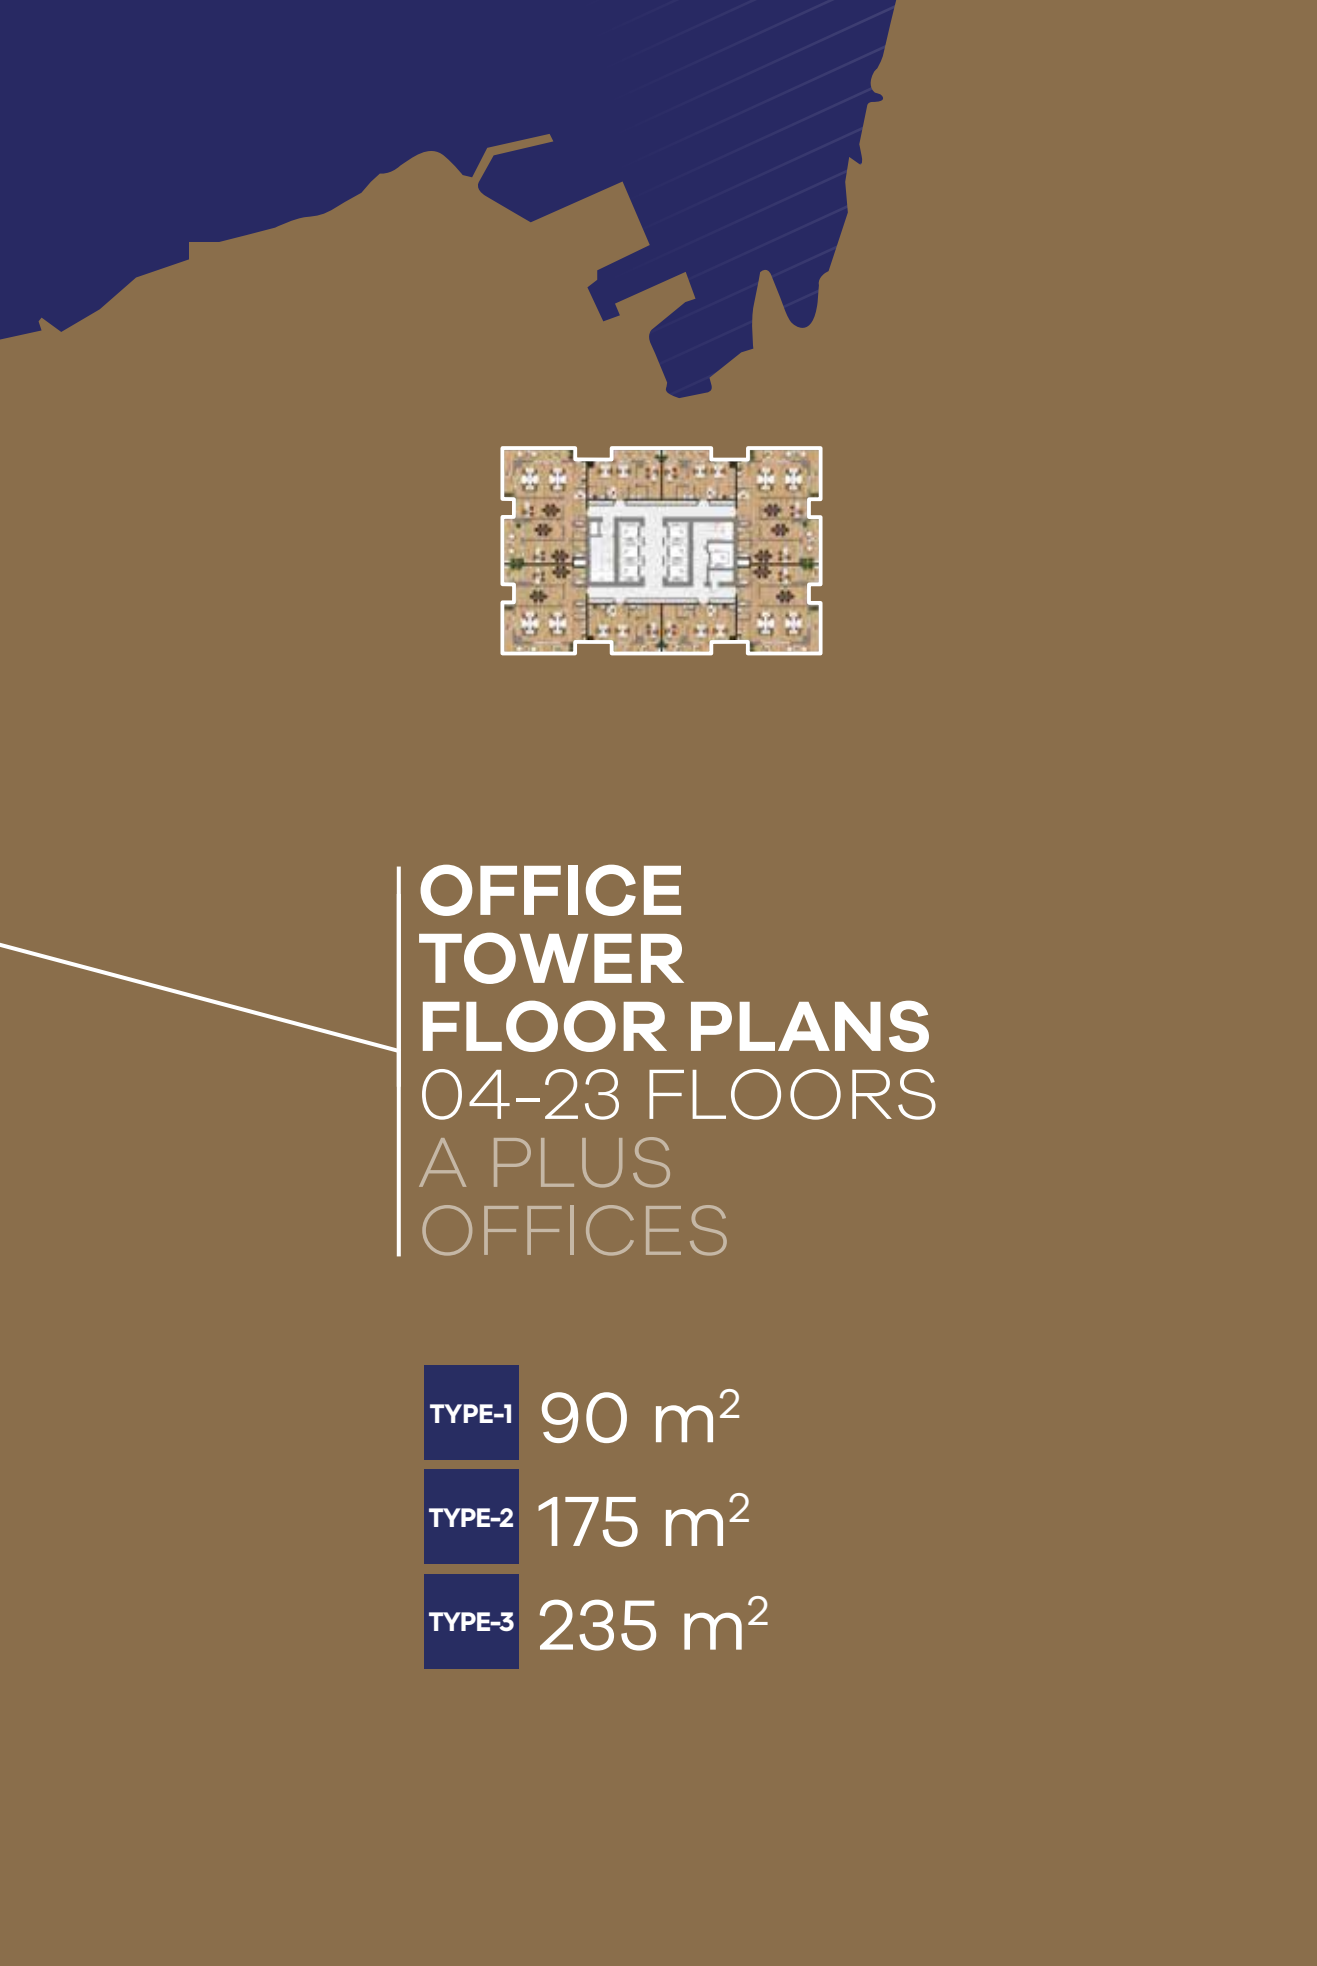 OFFICE
TOWER
FLOOR PLANS
04-23 FLOORS
A PLUS
OFFICES
TYPE-1 90 m²
TYPE-2 175 m²
TYPE-3 235 m²